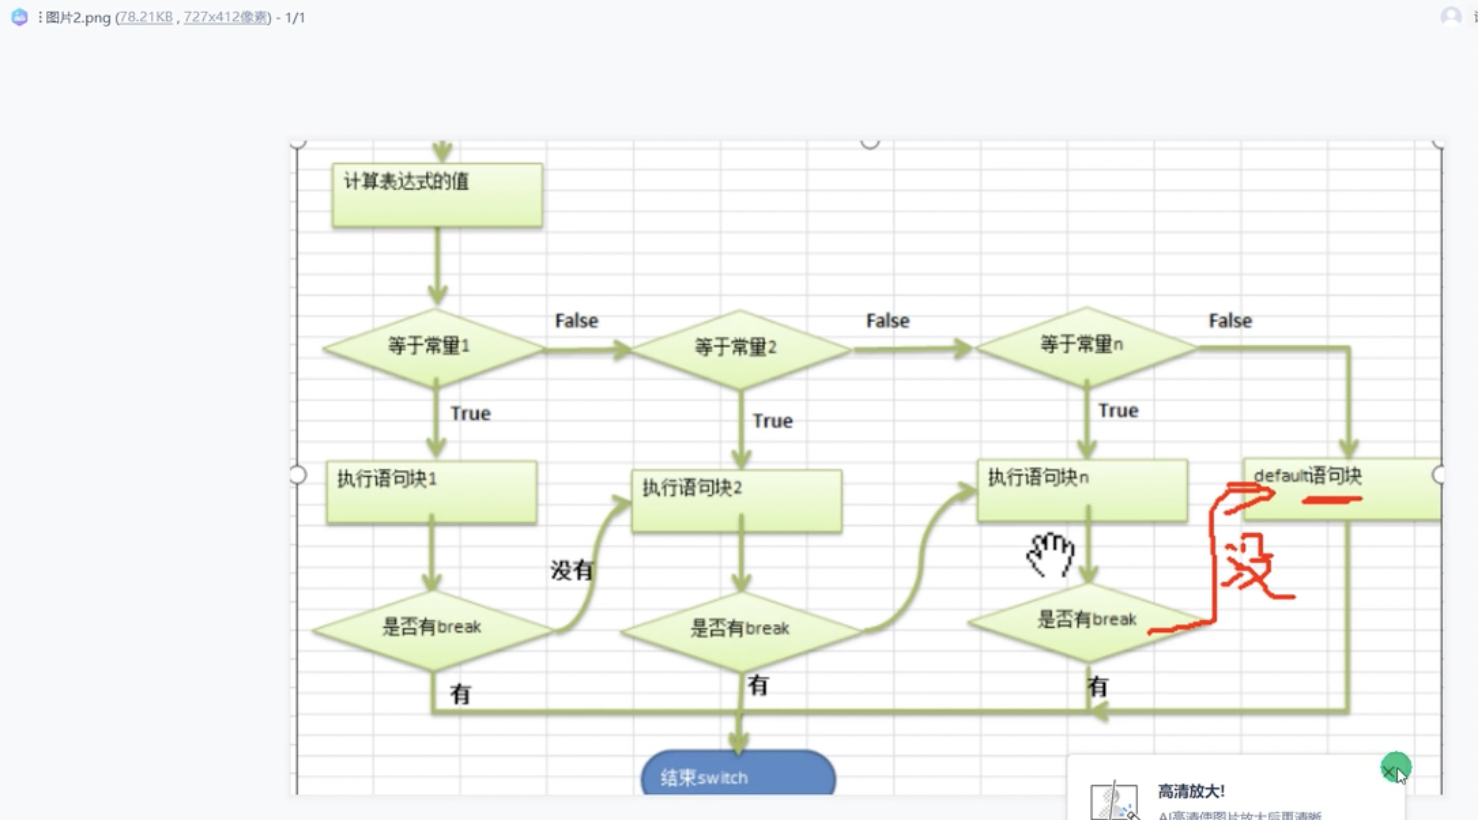 图片2.png (78.21KB , 727x412像素) - 1/1
计算表达式的值
等于常量1
False
等于常量2
False
等于常量n
False
True
True
True
执行语句块1
执行语句块2
执行语句块n
default语句块
没有
没
是否有break
是否有break
是否有break
有
有
有
结束switch
高清放大!
AI高清使图片放大后更清晰